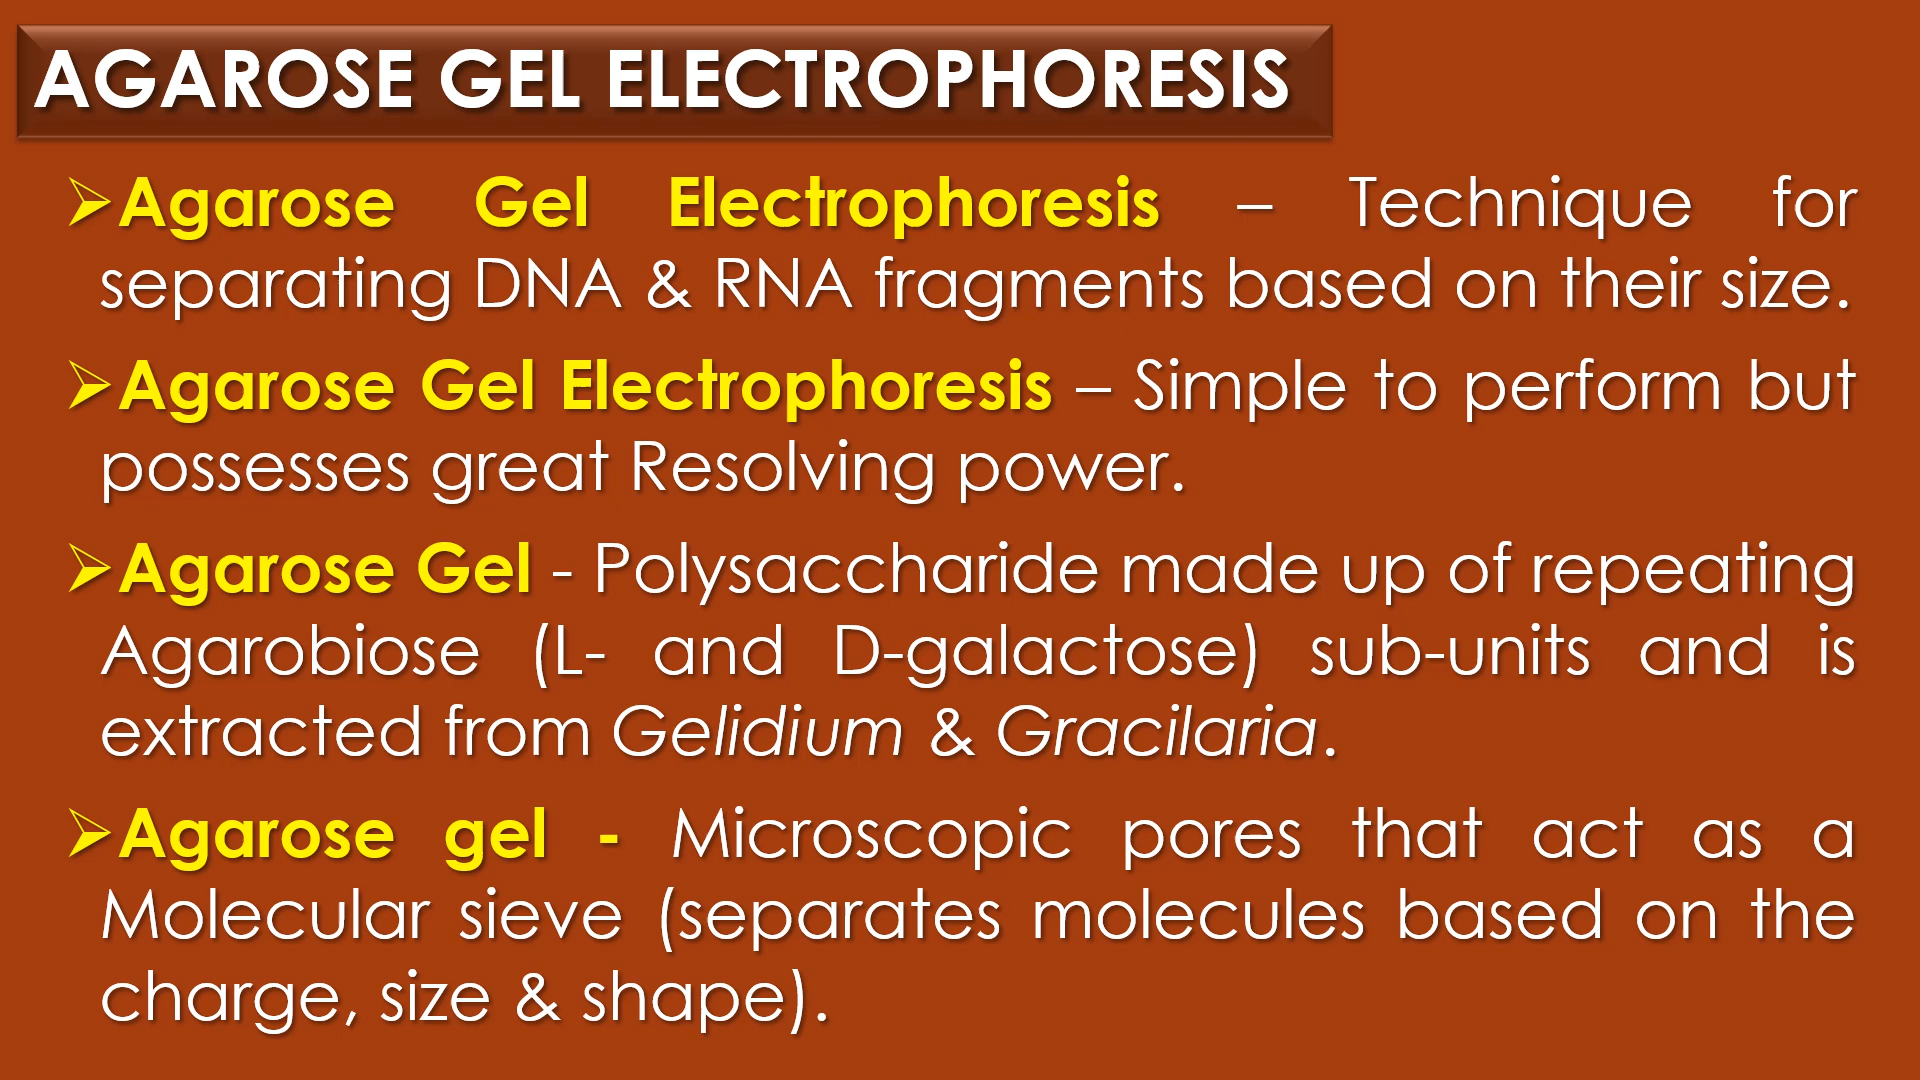 AGAROSE GEL ELECTROPHORESIS
➢Agarose Gel Electrophoresis – Technique for
separating DNA & RNA fragments based on their size.
➢Agarose Gel Electrophoresis – Simple to perform but
possesses great Resolving power.
➢Agarose Gel - Polysaccharide made up of repeating
Agarobiose (L- and D-galactose) sub-units and is
extracted from Gelidium & Gracilaria.
➢Agarose gel - Microscopic pores that act as a
Molecular sieve (separates molecules based on the
charge, size & shape).